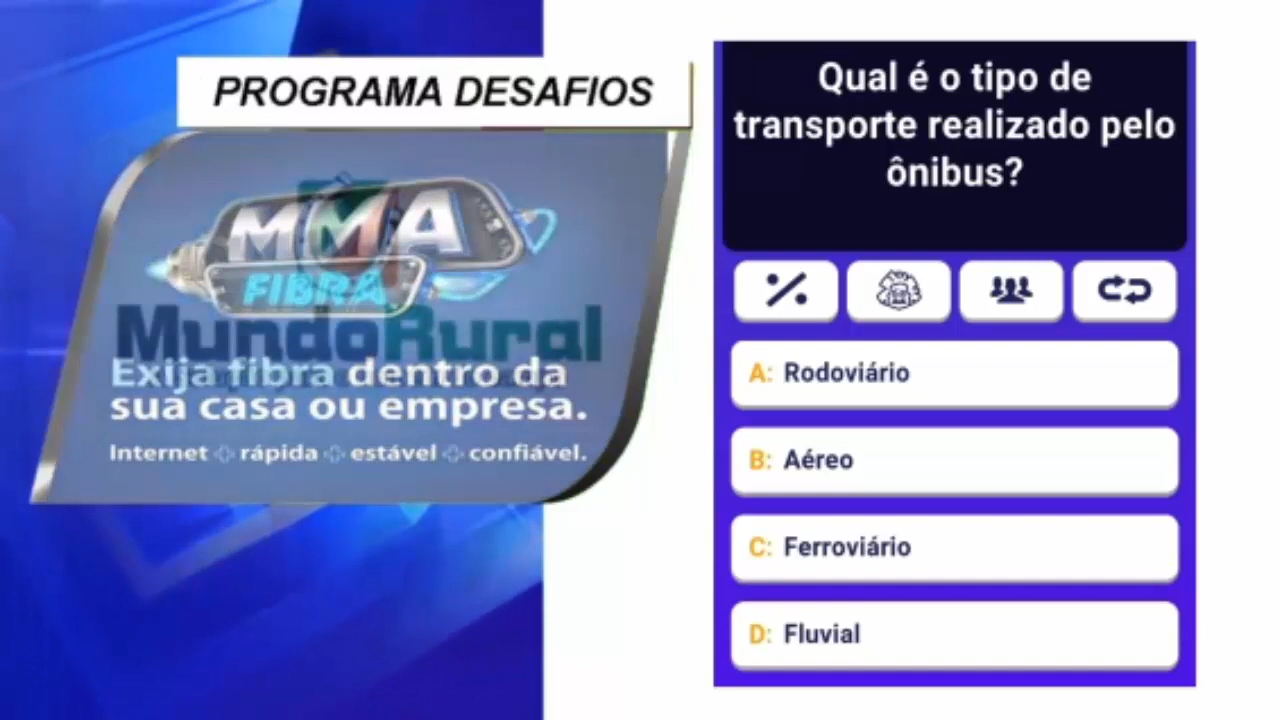 PROGRAMA DESAFIOS
MMA
FIBRA
MundoRural
Exija fibra dentro da
sua casa ou empresa.
Internet rápida estável confiável.
Qual é o tipo de
transporte realizado pelo
ônibus?
A: Rodoviário
B: Aéreo
C: Ferroviário
D: Fluvial